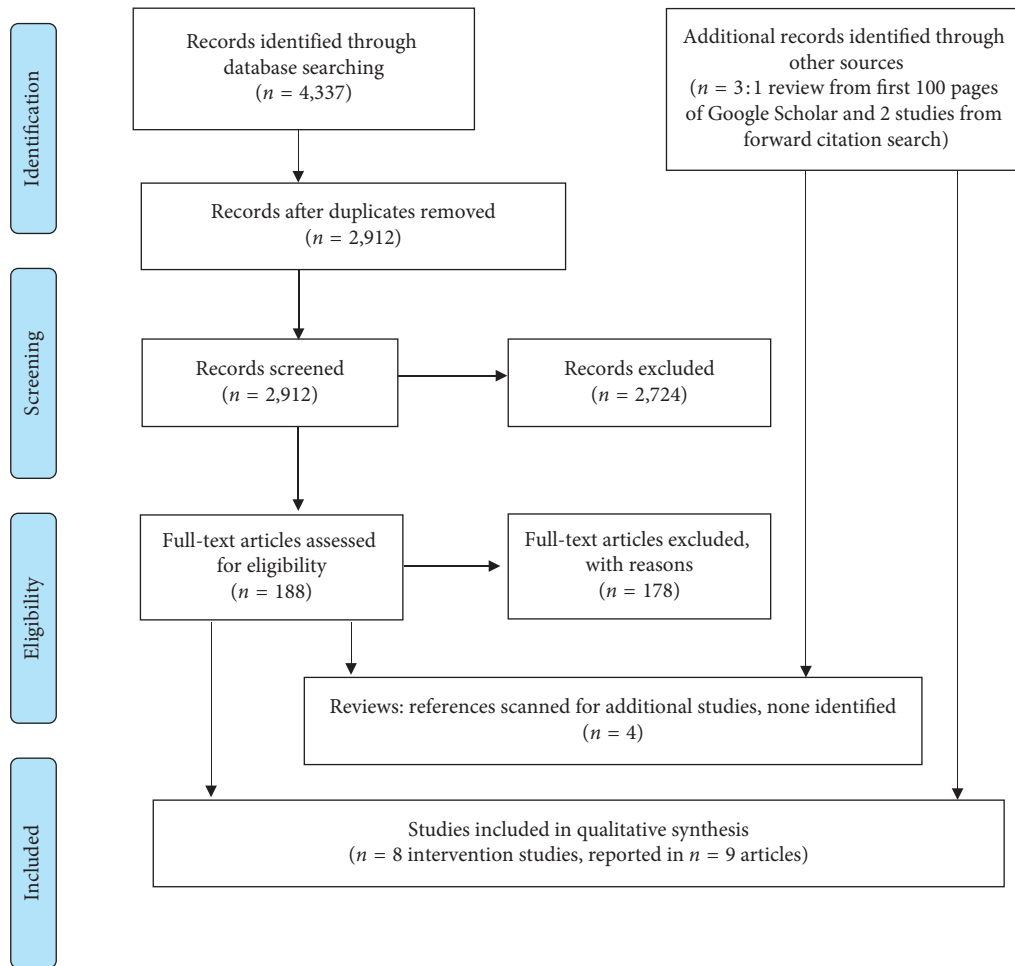 Identification
Records identified through
database searching
(n = 4,337)
Additional records identified through
other sources
(n = 3 : 1 review from first 100 pages
of Google Scholar and 2 studies from
forward citation search)
Records after duplicates removed
(n = 2,912)
Screening
Records screened
(n = 2,912)
Records excluded
(n = 2,724)
Eligibility
Full-text articles assessed
for eligibility
(n = 188)
Full-text articles excluded,
with reasons
(n = 178)
Reviews: references scanned for additional studies, none identified
(n = 4)
Included
Studies included in qualitative synthesis
(n = 8 intervention studies, reported in n = 9 articles)